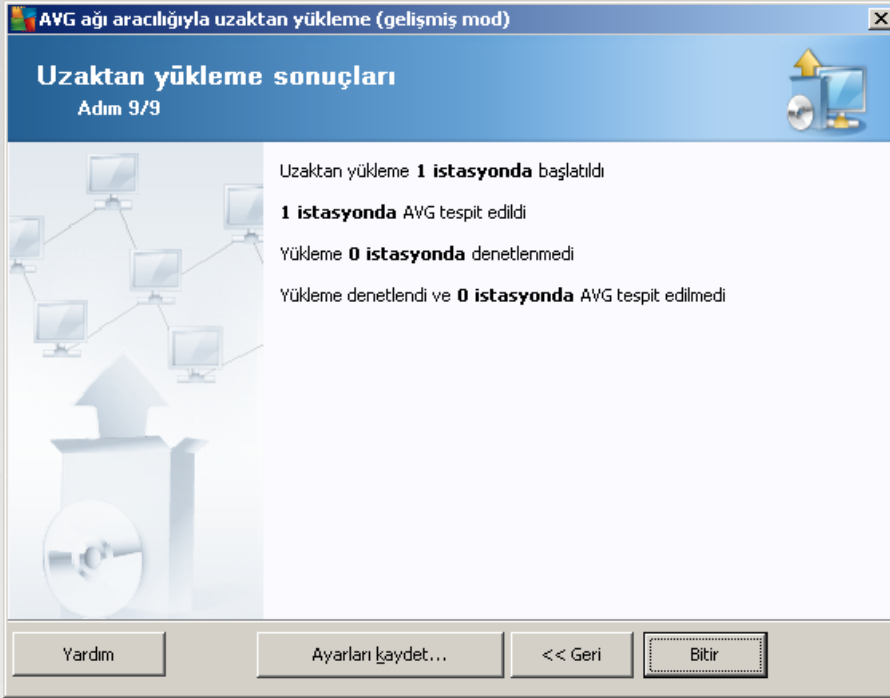 AVG ağı aracılığıyla uzaktan yükleme (gelişmiş mod)
Uzaktan yükleme sonuçları
Adım 9/9
Uzaktan yükleme 1 istasyonda başlatıldı
1 istasyonda AVG tespit edildi
Yükleme 0 istasyonda denetlenmedi
Yükleme denetlendi ve 0 istasyonda AVG tespit edilmedi
Yardım
Ayarları kaydet...
<< Geri
Bitir